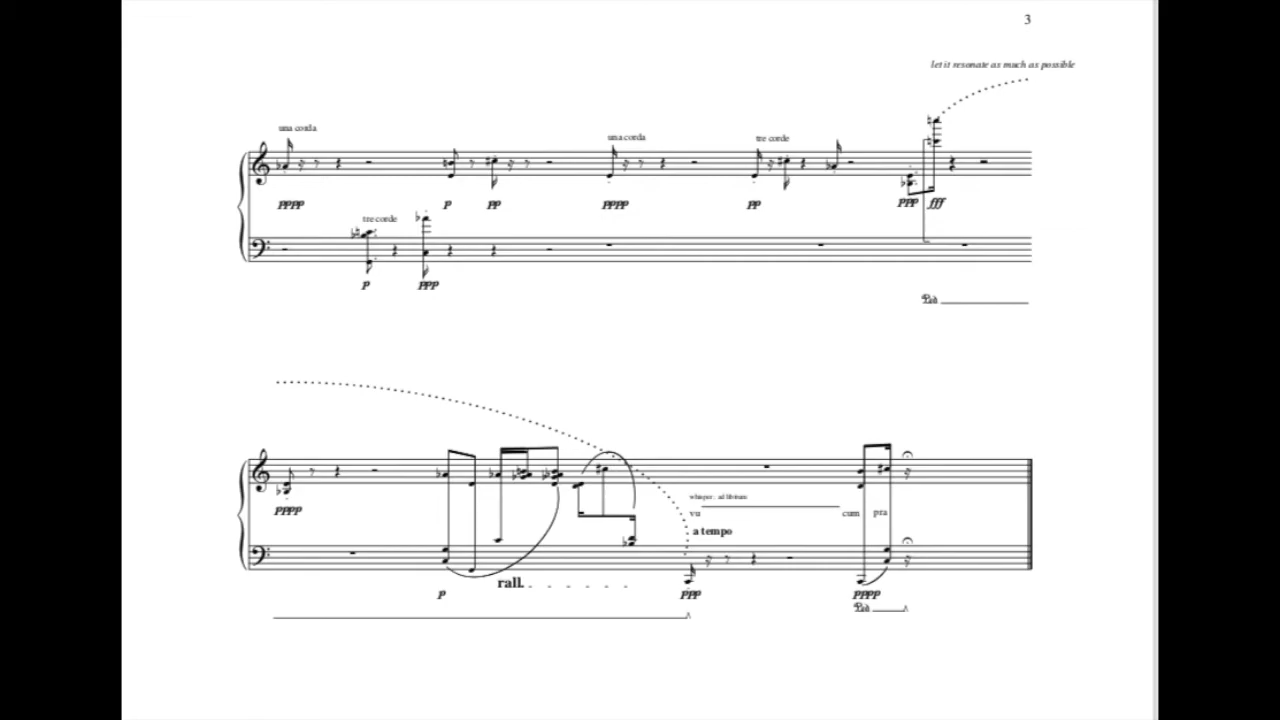 3
let it resonate as much as possible
una corda
una corda
tre corde
pppp
p
pp
pppp
pp
ppp
fff
tre corde
p
ppp
Ped
pppp
whisper: ad libitum
vu
cum
pra
a tempo
rall.
p
ppp
pppp
Ped